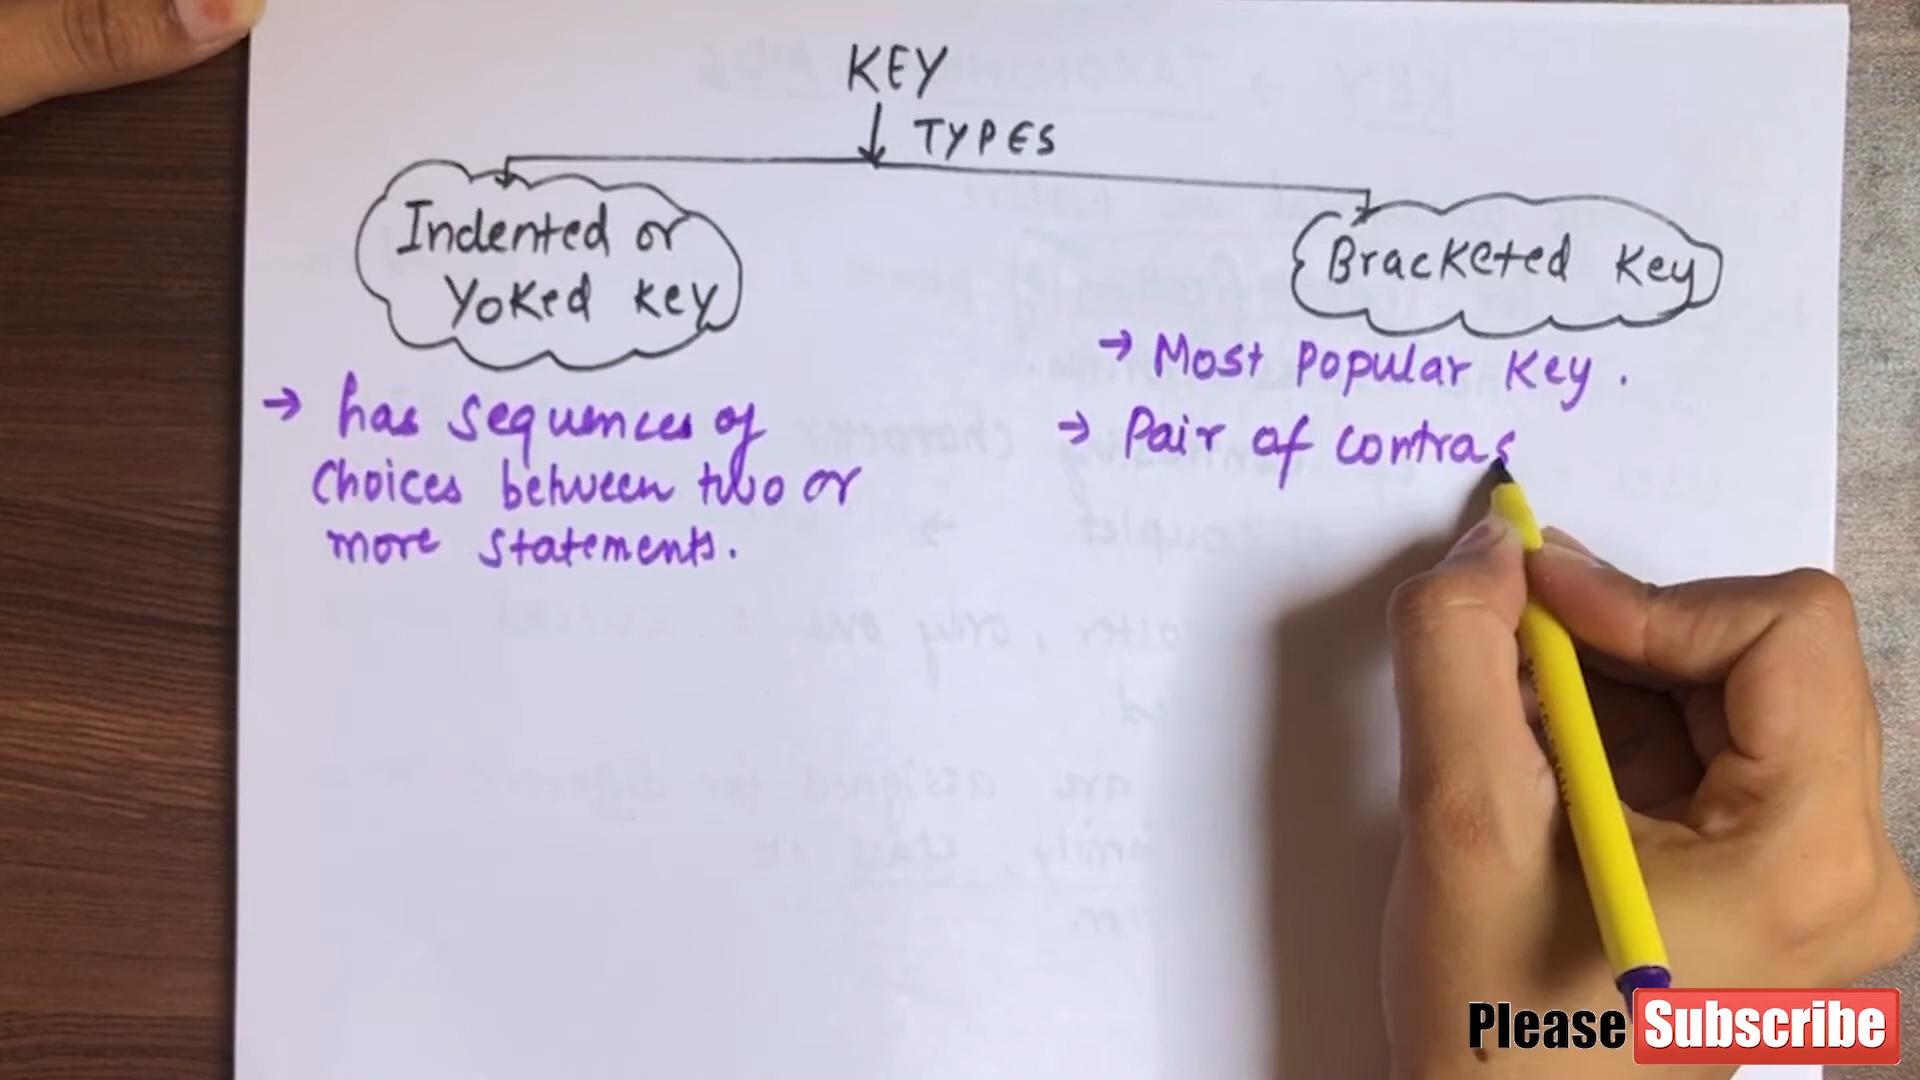 KEY
TYPES
Indented or
Yoked Key
Bracketed Key
→ Most Popular Key.
→ has sequences of
choices between two or
more statements.
→ Pair of contras
Please Subscribe